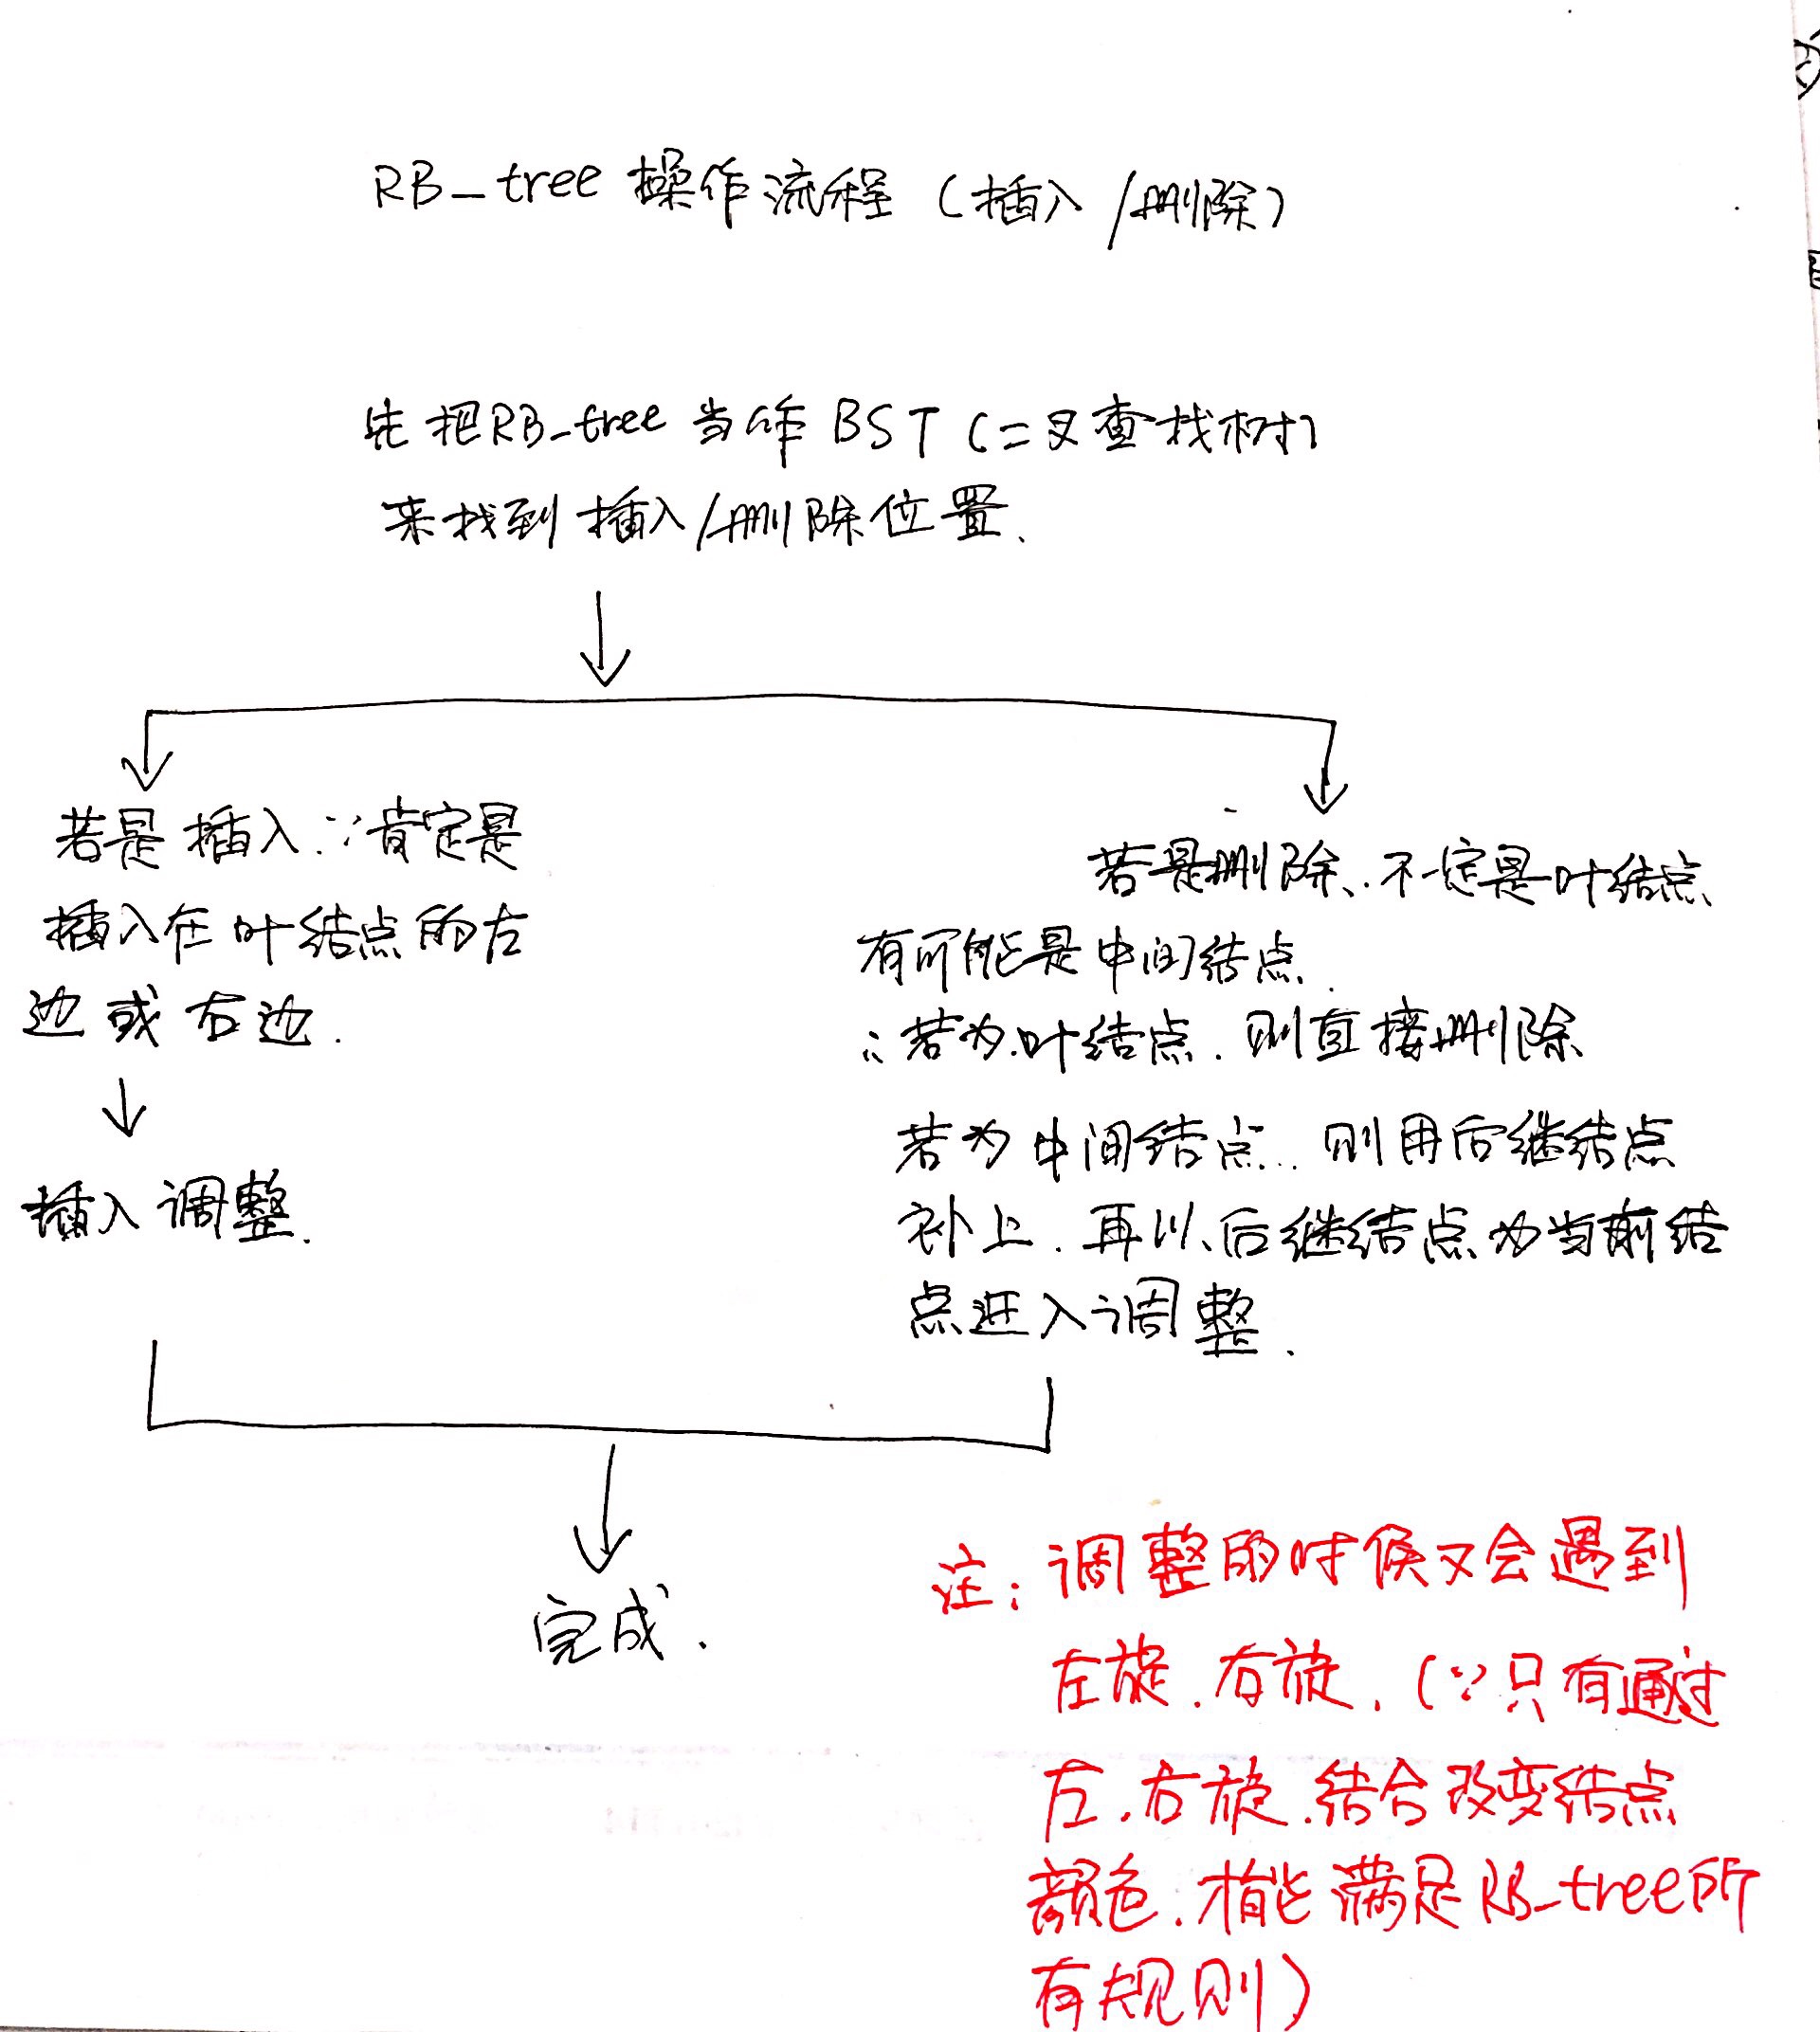 RB_tree 操作流程（插入/删除）
先把RB_tree 当作 BST（二叉查找树）
来找到 插入/删除位置.
若是 插入 ∵肯定是
插入在叶结点的左
边 或 右边.
插入调整.
若是删除、不一定是叶结点
有可能是中间结点.
∴若为叶结点. 则直接删除
若为中间结点.. 则用后继结点
补上. 再以后继结点为当前结
点进入调整.
完成.
注: 调整的时候又会遇到
左旋.右旋.（∵只有通过
左.右旋.结合改变结点
颜色.才能满足RB_tree所
有规则）